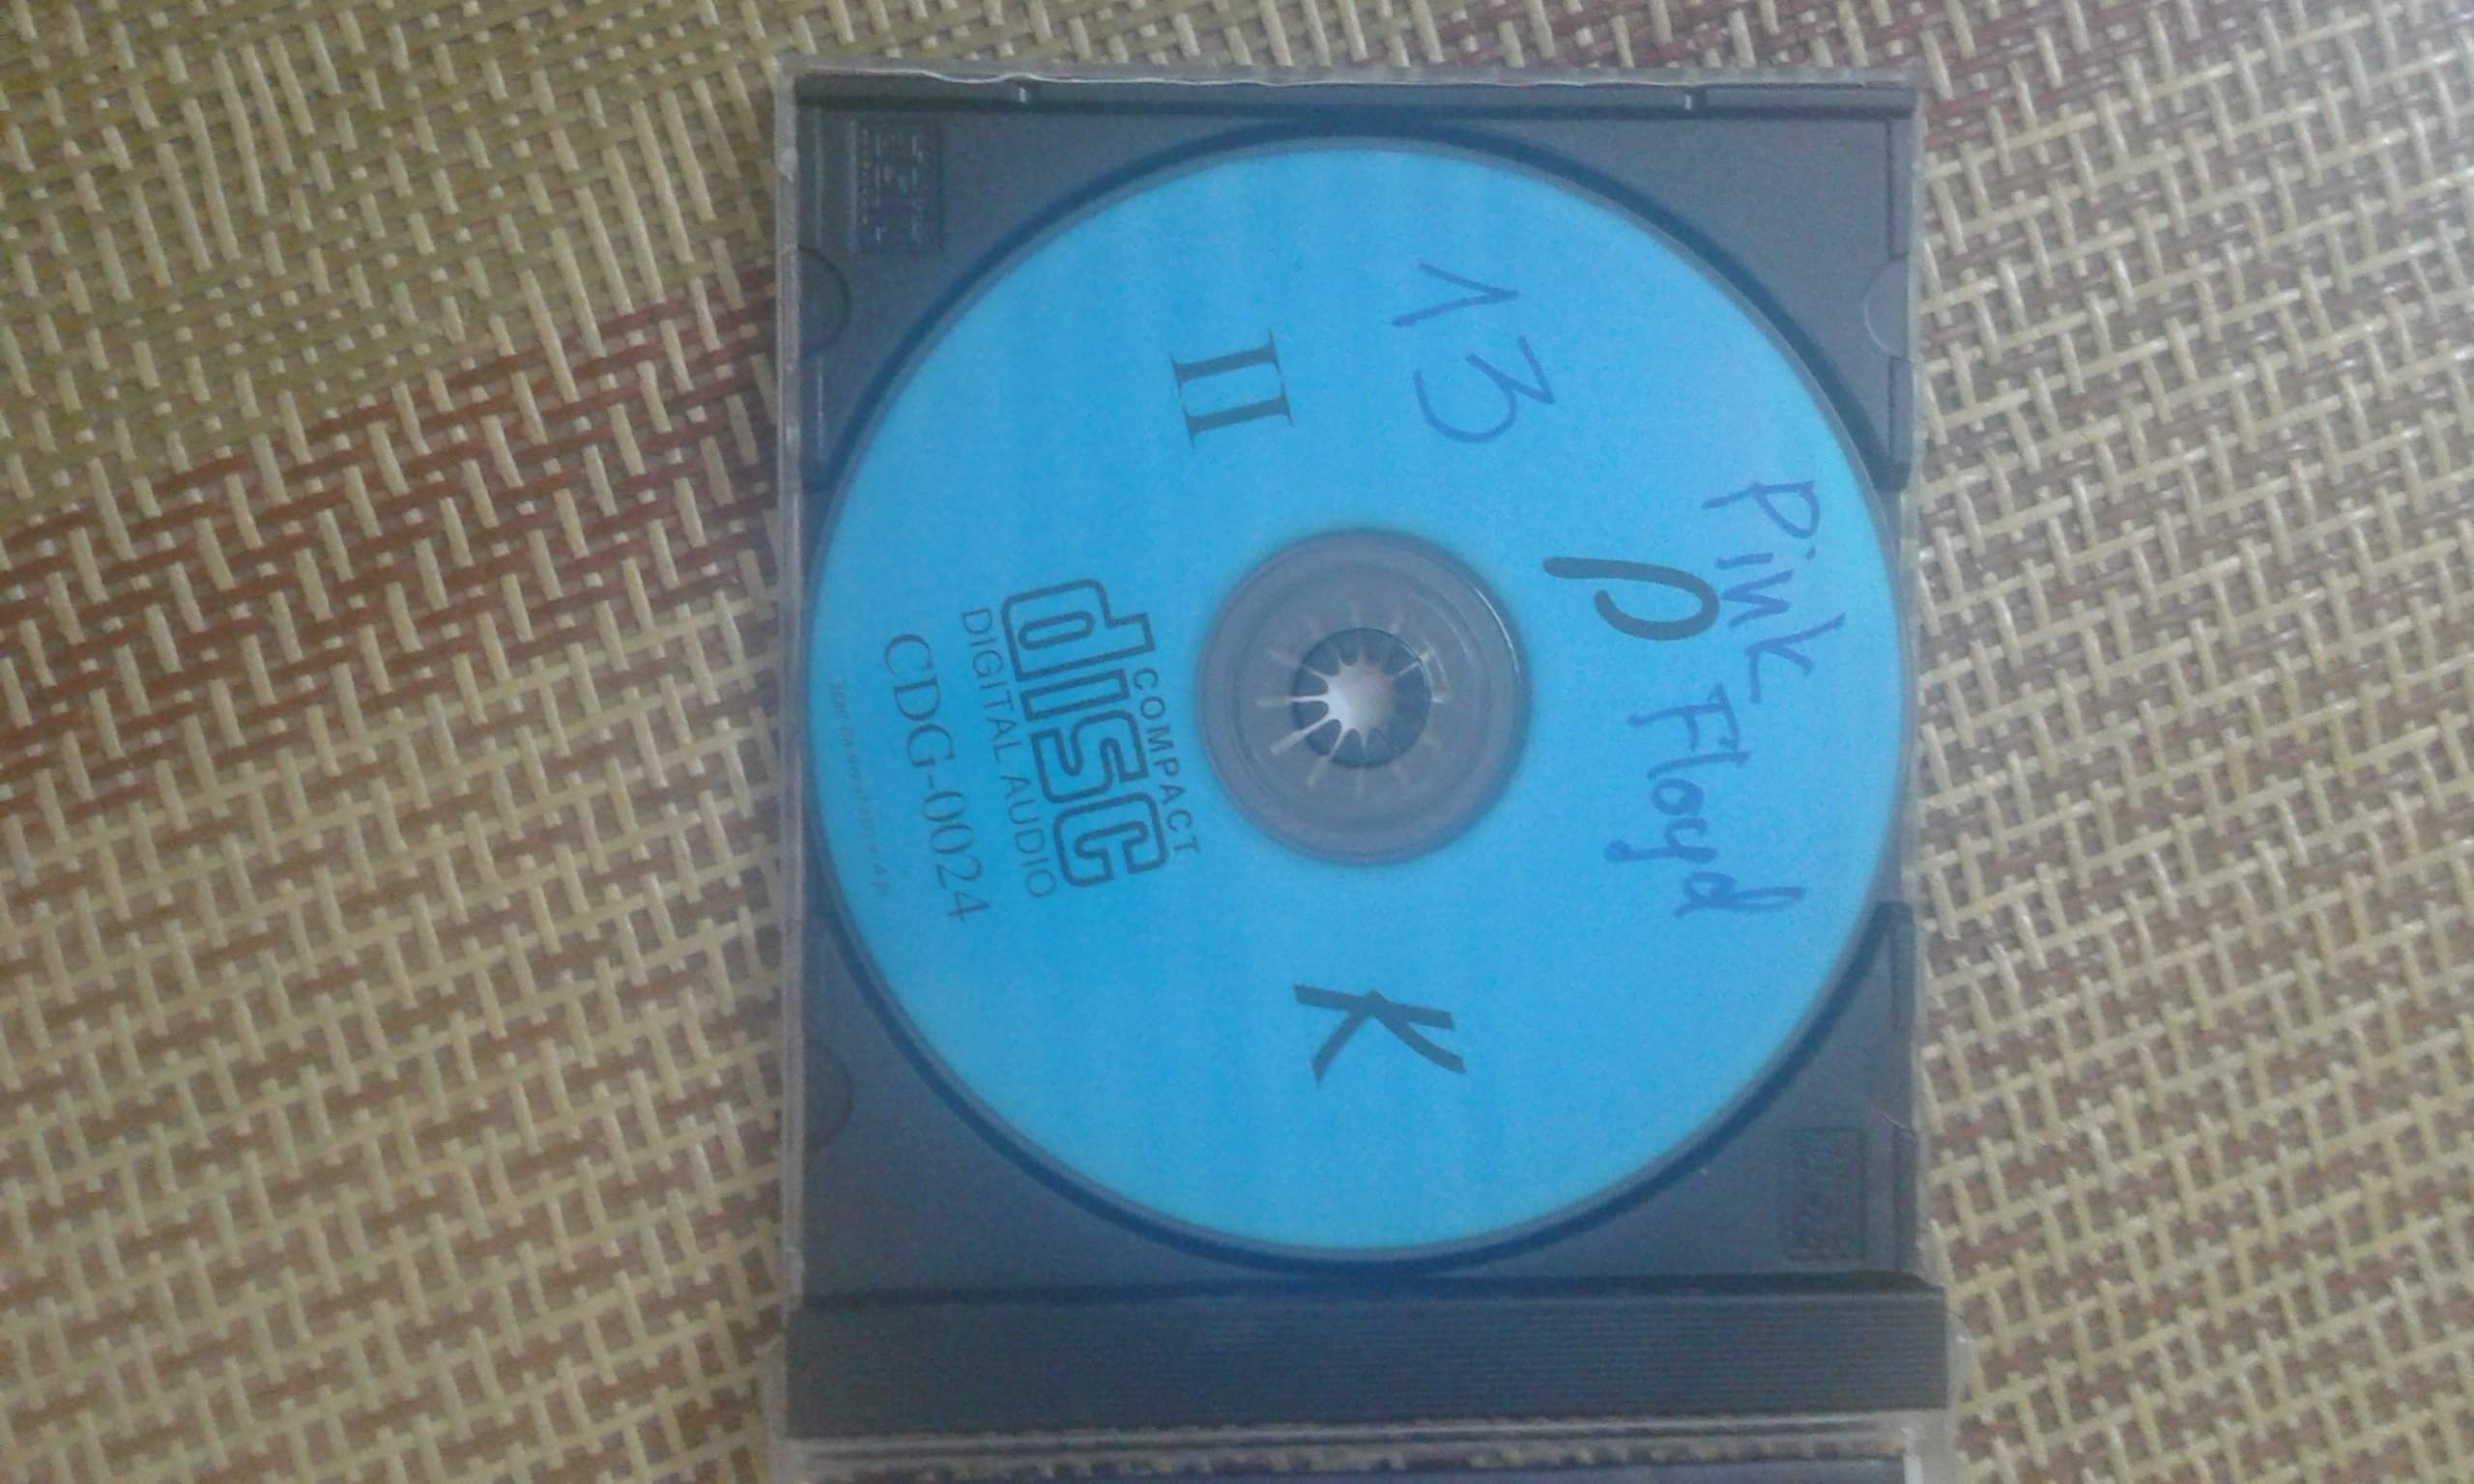 Pink Floyd
13
P
II
K
COMPACT
disc
DIGITAL AUDIO
CDG-0024